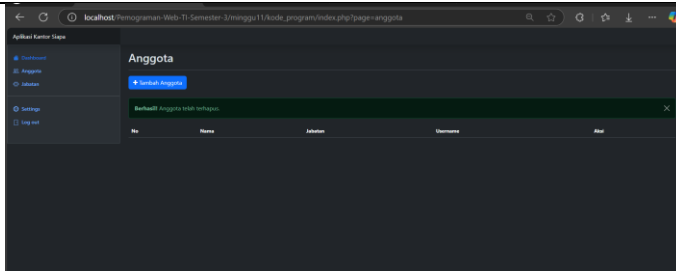 localhost/Pemograman-Web-TI-Semester-3/minggu11/kode_program/index.php?page=anggota
Aplikasi Kantor Siapa
Dashboard
Anggota
Jabatan
Settings
Log out
Anggota
+ Tambah Anggota
Berhasil! Anggota telah terhapus.
No Nama Jabatan Username Aksi